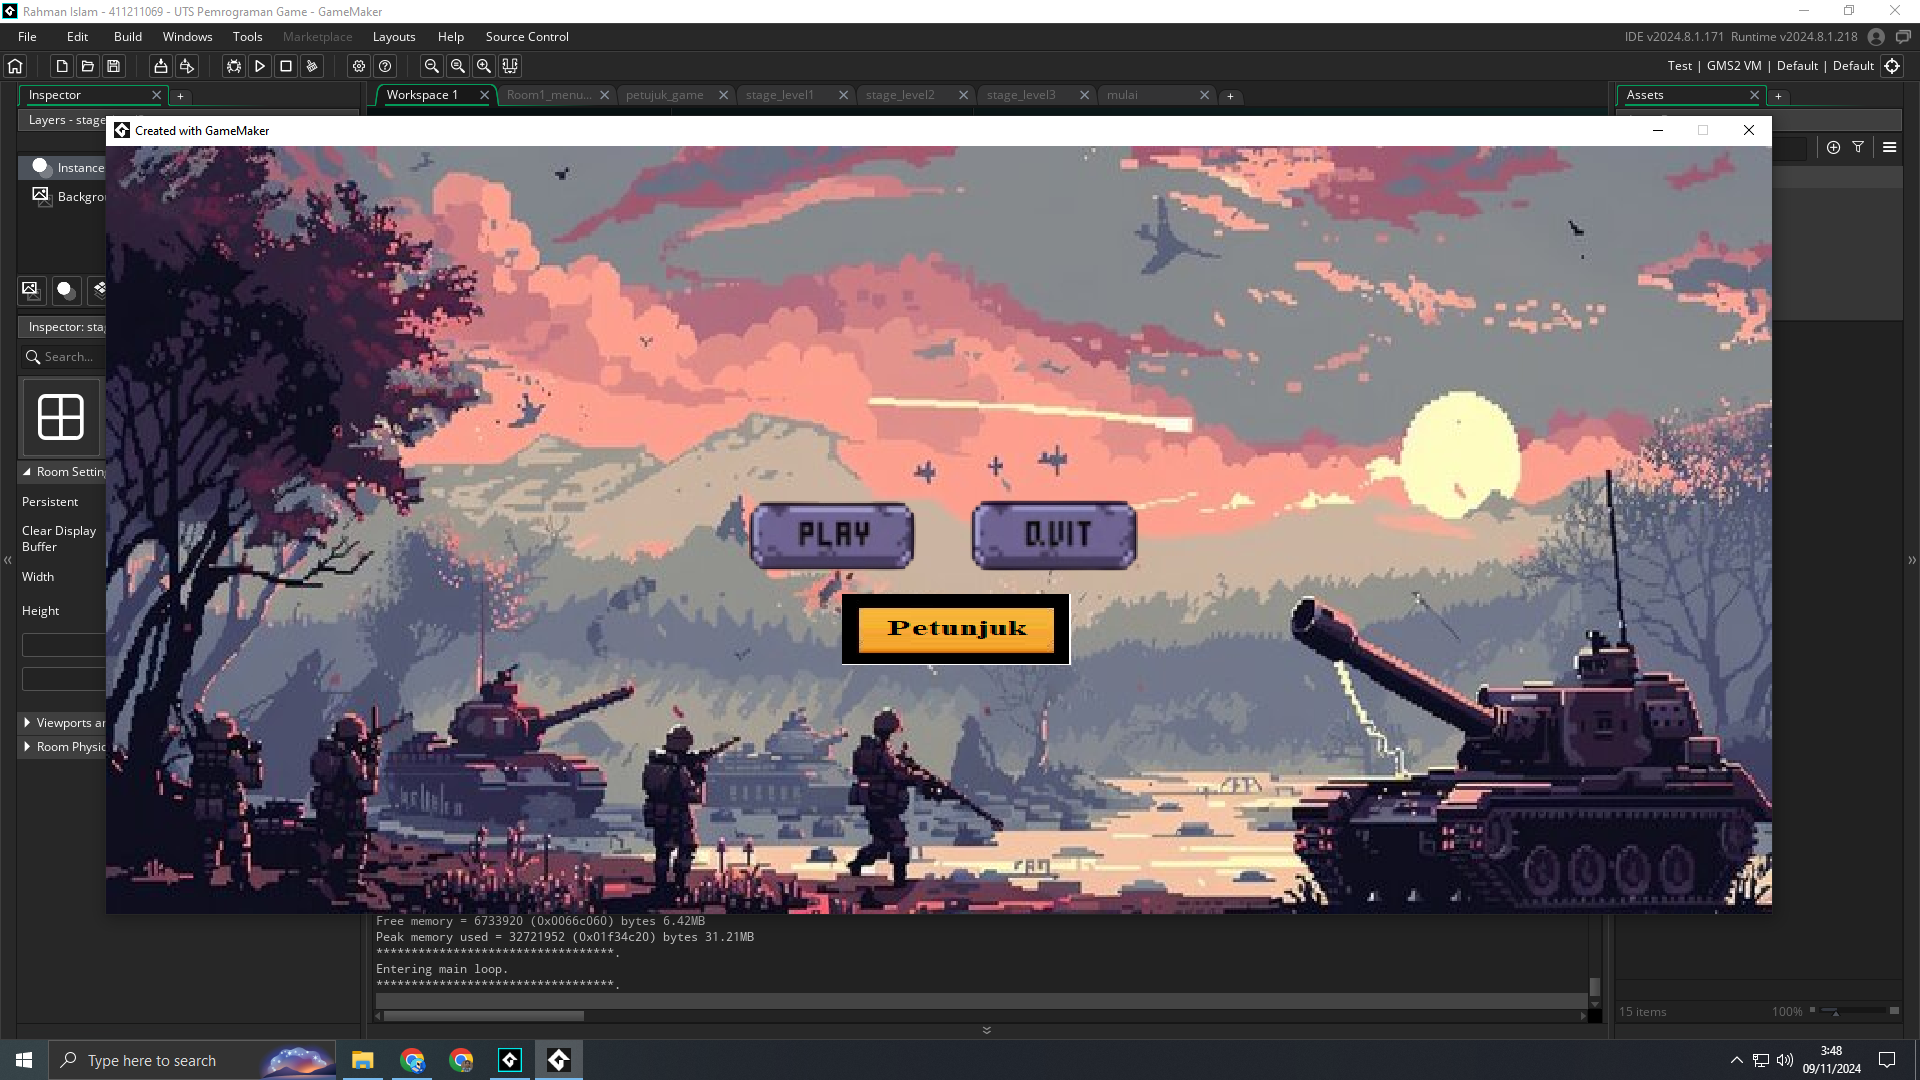 Rahman Islam - 411211069 - UTS Pemrograman Game - GameMaker
File Edit Build Windows Tools Marketplace Layouts Help Source Control
IDE v2024.8.1.171 Runtime v2024.8.1.218
Test | GMS2 VM | Default | Default
Inspector
Workspace 1
Room1_menu...
petujuk_game
stage_level1
stage_level2
stage_level3
mulai
Assets
Layers - stage
Created with GameMaker
Instance
Backgrou
Inspector: sta
Search...
Room Setting
Persistent
Clear Display
Buffer
Width
Height
Viewports an
Room Physic
PLAY
QUIT
Petunjuk
Free memory = 6733920 (0x0066c060) bytes 6.42MB
Peak memory used = 32721952 (0x01f34c20) bytes 31.21MB
**********************************.
Entering main loop.
**********************************.
15 items
100%
Type here to search
3:48
09/11/2024